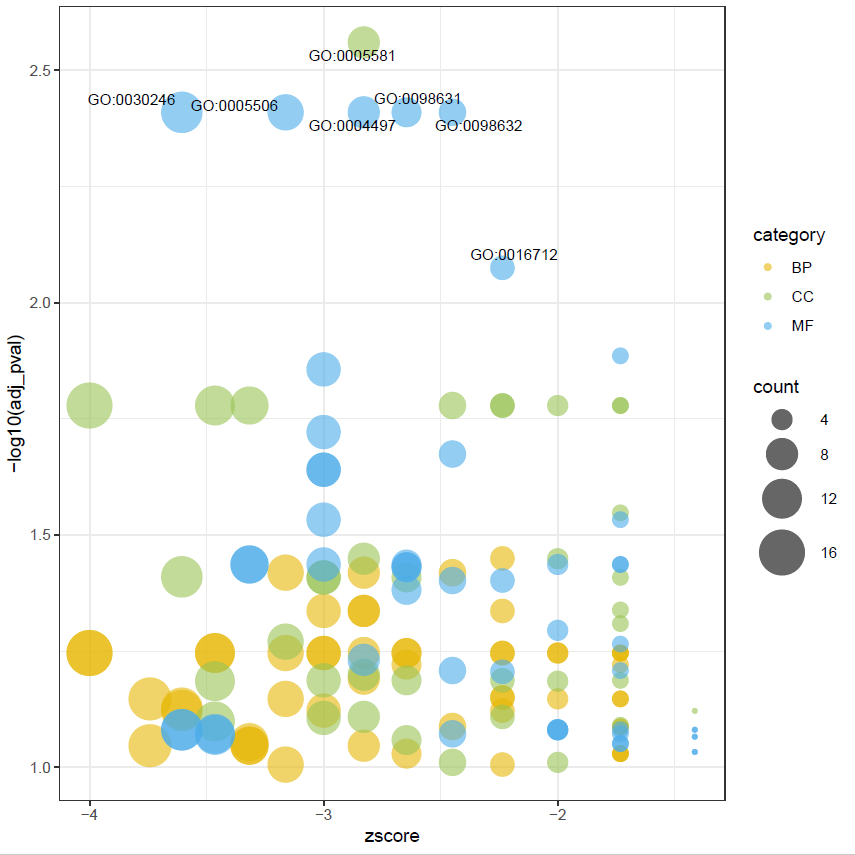 GO:0005581
GO:0030246
GO:0005506
GO:0098631
GO:0004497
GO:0098632
GO:0016712
2.5
2.0
1.5
1.0
−log10(adj_pval)
−4
−3
−2
zscore
category
BP
CC
MF
count
4
8
12
16